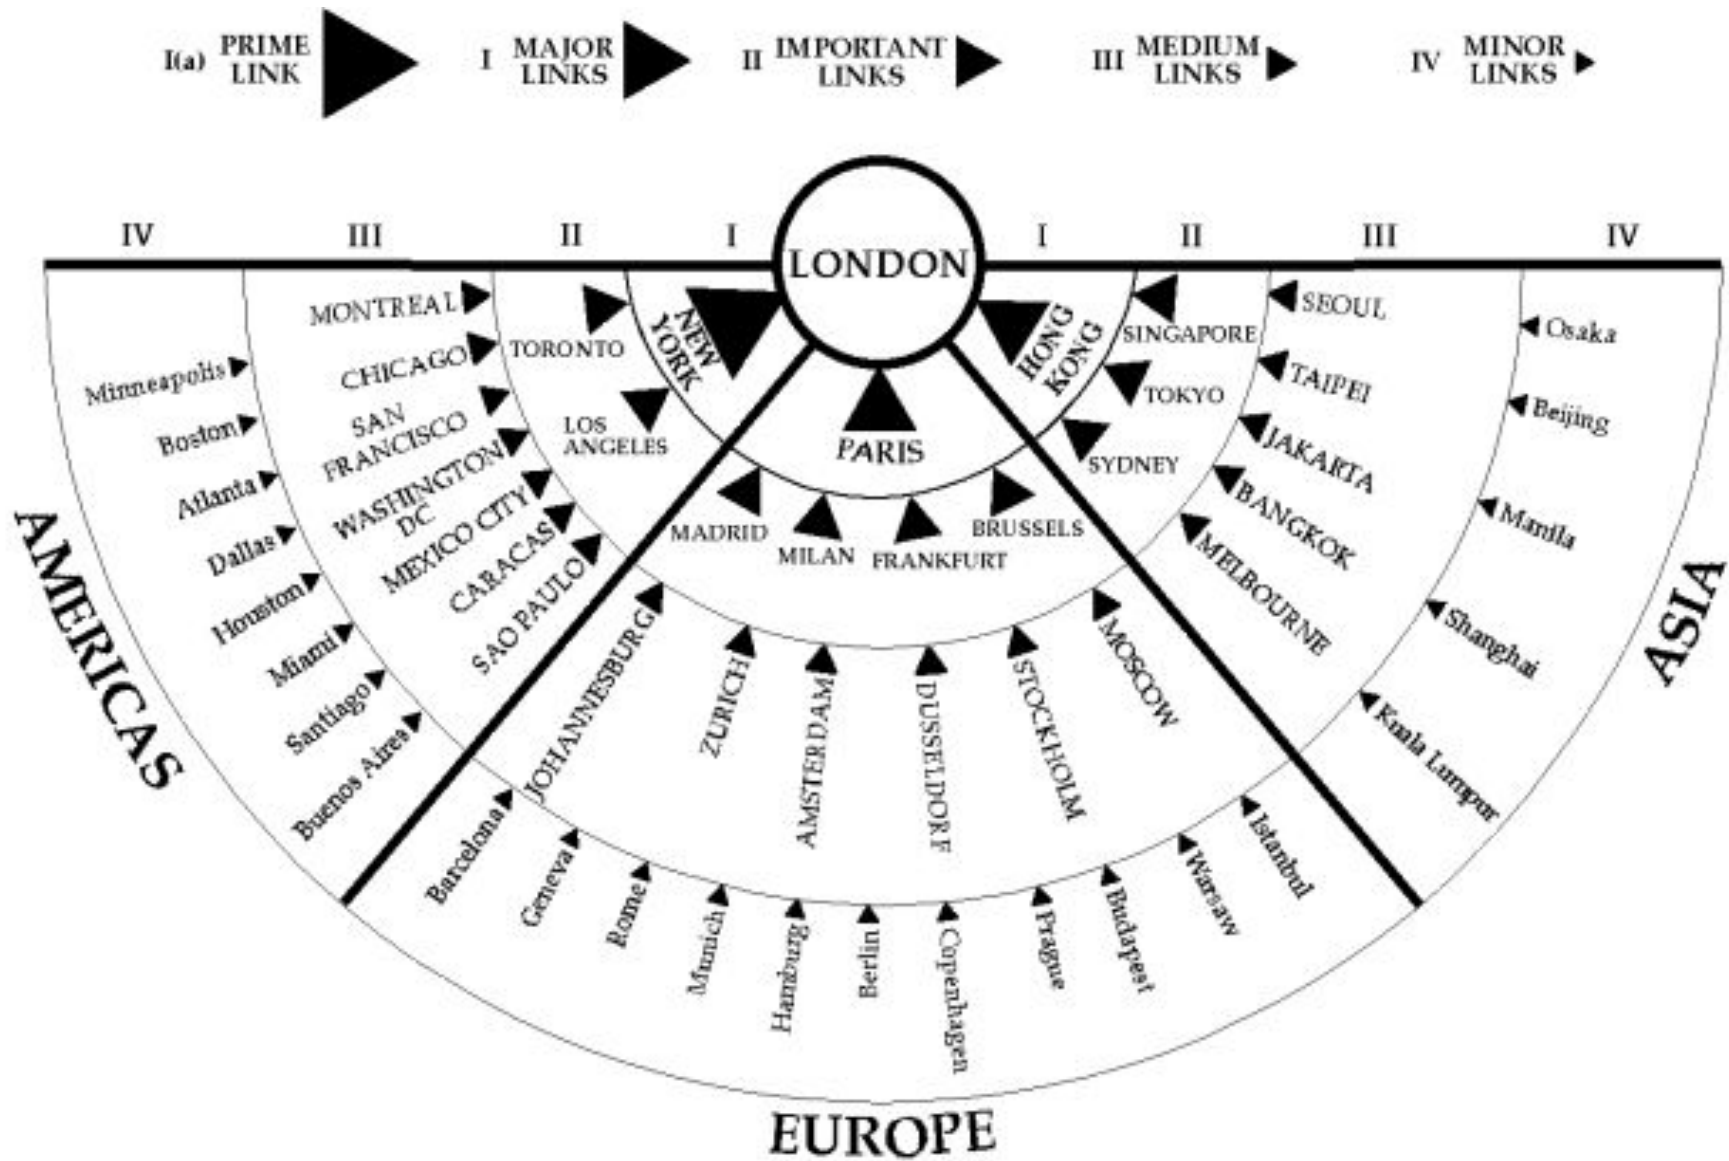 I(a) PRIME
LINK
I MAJOR
LINKS
II IMPORTANT
LINKS
III MEDIUM
LINKS
IV MINOR
LINKS
IV
III
II
I
LONDON
I
II
III
IV
NEW
YORK
PARIS
HONG
KONG
TORONTO
LOS
ANGELES
MADRID
MILAN
FRANKFURT
BRUSSELS
SINGAPORE
TOKYO
SYDNEY
MONTREAL
CHICAGO
SAN
FRANCISCO
WASHINGTON
DC
MEXICO CITY
CARACAS
SAO PAULO
JOHANNESBURG
ZURICH
AMSTERDAM
DUSSELDORF
STOCKHOLM
MOSCOW
SEOUL
TAIPEI
JAKARTA
BANGKOK
MELBOURNE
Minneapolis
Boston
Atlanta
Dallas
Houston
Miami
Santiago
Buenos Aires
Barcelona
Geneva
Rome
Munich
Hamburg
Berlin
Copenhagen
Prague
Budapest
Warsaw
Istanbul
Osaka
Beijing
Manila
Shanghai
Kuala Lumpur
AMERICAS
EUROPE
ASIA